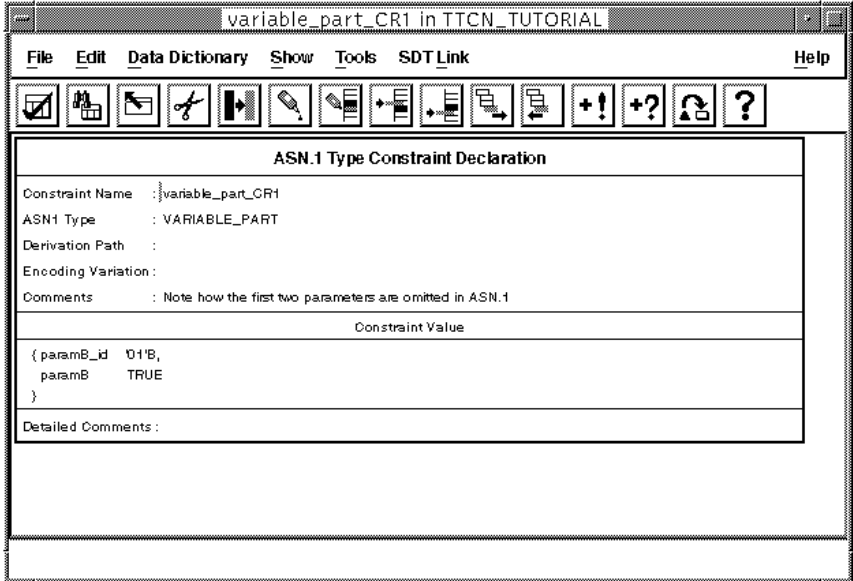 variable_part_CR1 in TTCN_TUTORIAL
File Edit Data Dictionary Show Tools SDT Link Help
+! +? ?
ASN.1 Type Constraint Declaration
Constraint Name : variable_part_CR1
ASN1 Type : VARIABLE_PART
Derivation Path :
Encoding Variation :
Comments : Note how the first two parameters are omitted in ASN.1
Constraint Value
{ paramB_id '01'B,
paramB TRUE
}
Detailed Comments :